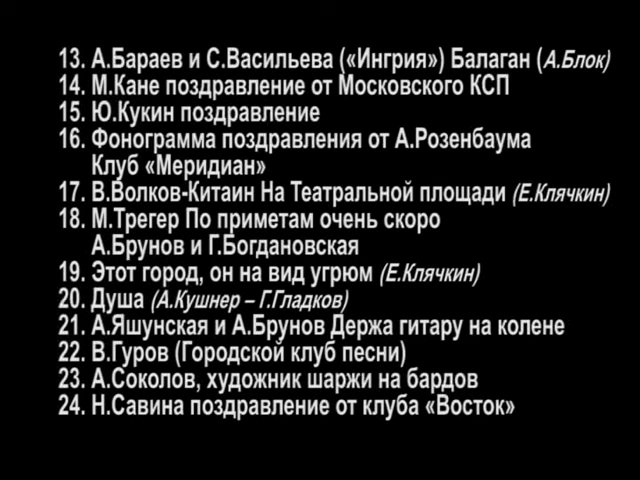 13. А.Бараев и С.Васильева («Ингрия») Балаган (А.Блок)
14. М.Кане поздравление от Московского КСП
15. Ю.Кукин поздравление
16. Фонограмма поздравления от А.Розенбаума
Клуб «Меридиан»
17. В.Волков-Китаин На Театральной площади (Е.Клячкин)
18. М.Трегер По приметам очень скоро
А.Брунов и Г.Богдановская
19. Этот город, он на вид угрюм (Е.Клячкин)
20. Душа (А.Кушнер – Г.Гладков)
21. А.Яшунская и А.Брунов Держа гитару на колене
22. В.Гуров (Городской клуб песни)
23. А.Соколов, художник шаржи на бардов
24. Н.Савина поздравление от клуба «Восток»